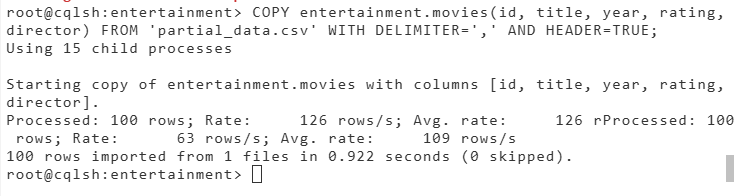 root@cqlsh:entertainment> COPY entertainment.movies(id, title, year, rating,
director) FROM 'partial_data.csv' WITH DELIMITER=',' AND HEADER=TRUE;
Using 15 child processes

Starting copy of entertainment.movies with columns [id, title, year, rating,
director].
Processed: 100 rows; Rate:     126 rows/s; Avg. rate:     126 rProcessed: 100
 rows; Rate:      63 rows/s; Avg. rate:     109 rows/s
100 rows imported from 1 files in 0.922 seconds (0 skipped).
root@cqlsh:entertainment>